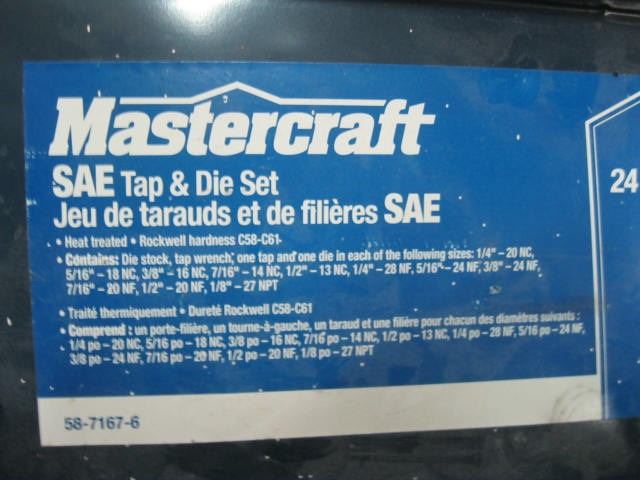 Mastercraft
SAE Tap & Die Set
Jeu de tarauds et de filières SAE
24
• Heat treated • Rockwell hardness C58-C61
• Contains: Die stock, tap wrench, one tap and one die in each of the following sizes: 1/4" – 20 NC,
5/16" – 18 NC, 3/8" – 16 NC, 7/16" – 14 NC, 1/2" – 13 NC, 1/4" – 28 NF, 5/16" – 24 NF, 3/8" – 24 NF,
7/16" – 20 NF, 1/2" – 20 NF, 1/8" – 27 NPT
• Traité thermiquement • Dureté Rockwell C58-C61
• Comprend : un porte-filière, un tourne-à-gauche, un taraud et une filière pour chacun des diamètres suivants :
1/4 po – 20 NC, 5/16 po – 18 NC, 3/8 po – 16 NC, 7/16 po – 14 NC, 1/2 po – 13 NC, 1/4 po – 28 NF, 5/16 po – 24 NF,
3/8 po – 24 NF, 7/16 po – 20 NF, 1/2 po – 20 NF, 1/8 po – 27 NPT
58-7167-6